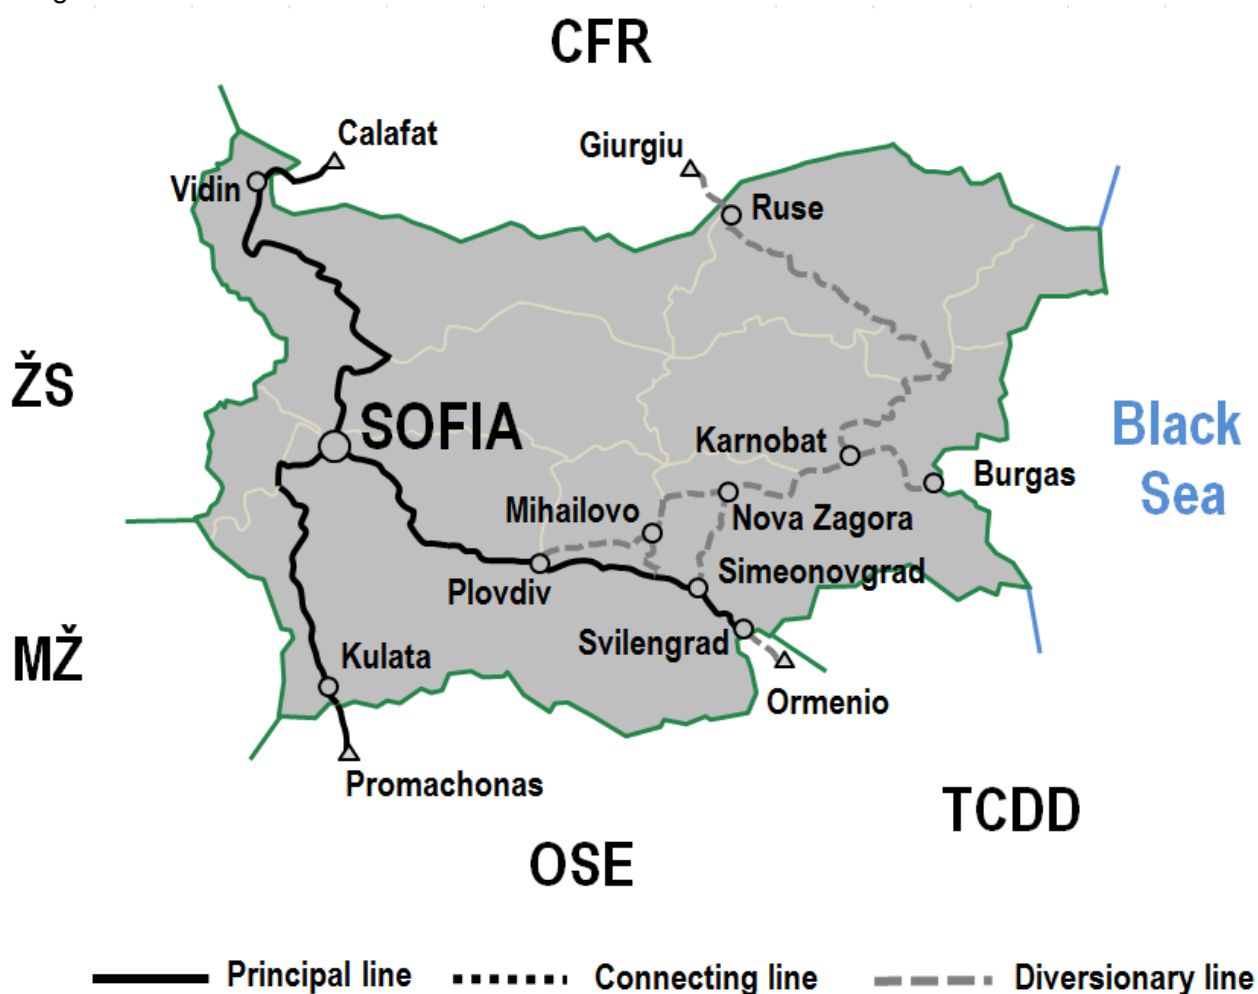 CFR
Calafat
Giurgiu
Vidin
Ruse
ŽS
SOFIA
Black
Sea
Karnobat
Burgas
Mihailovo
Nova Zagora
Simeonovgrad
Plovdiv
Svilengrad
MŽ
Kulata
Ormenio
Promachonas
TCDD
OSE
Principal line
Connecting line
Diversionary line